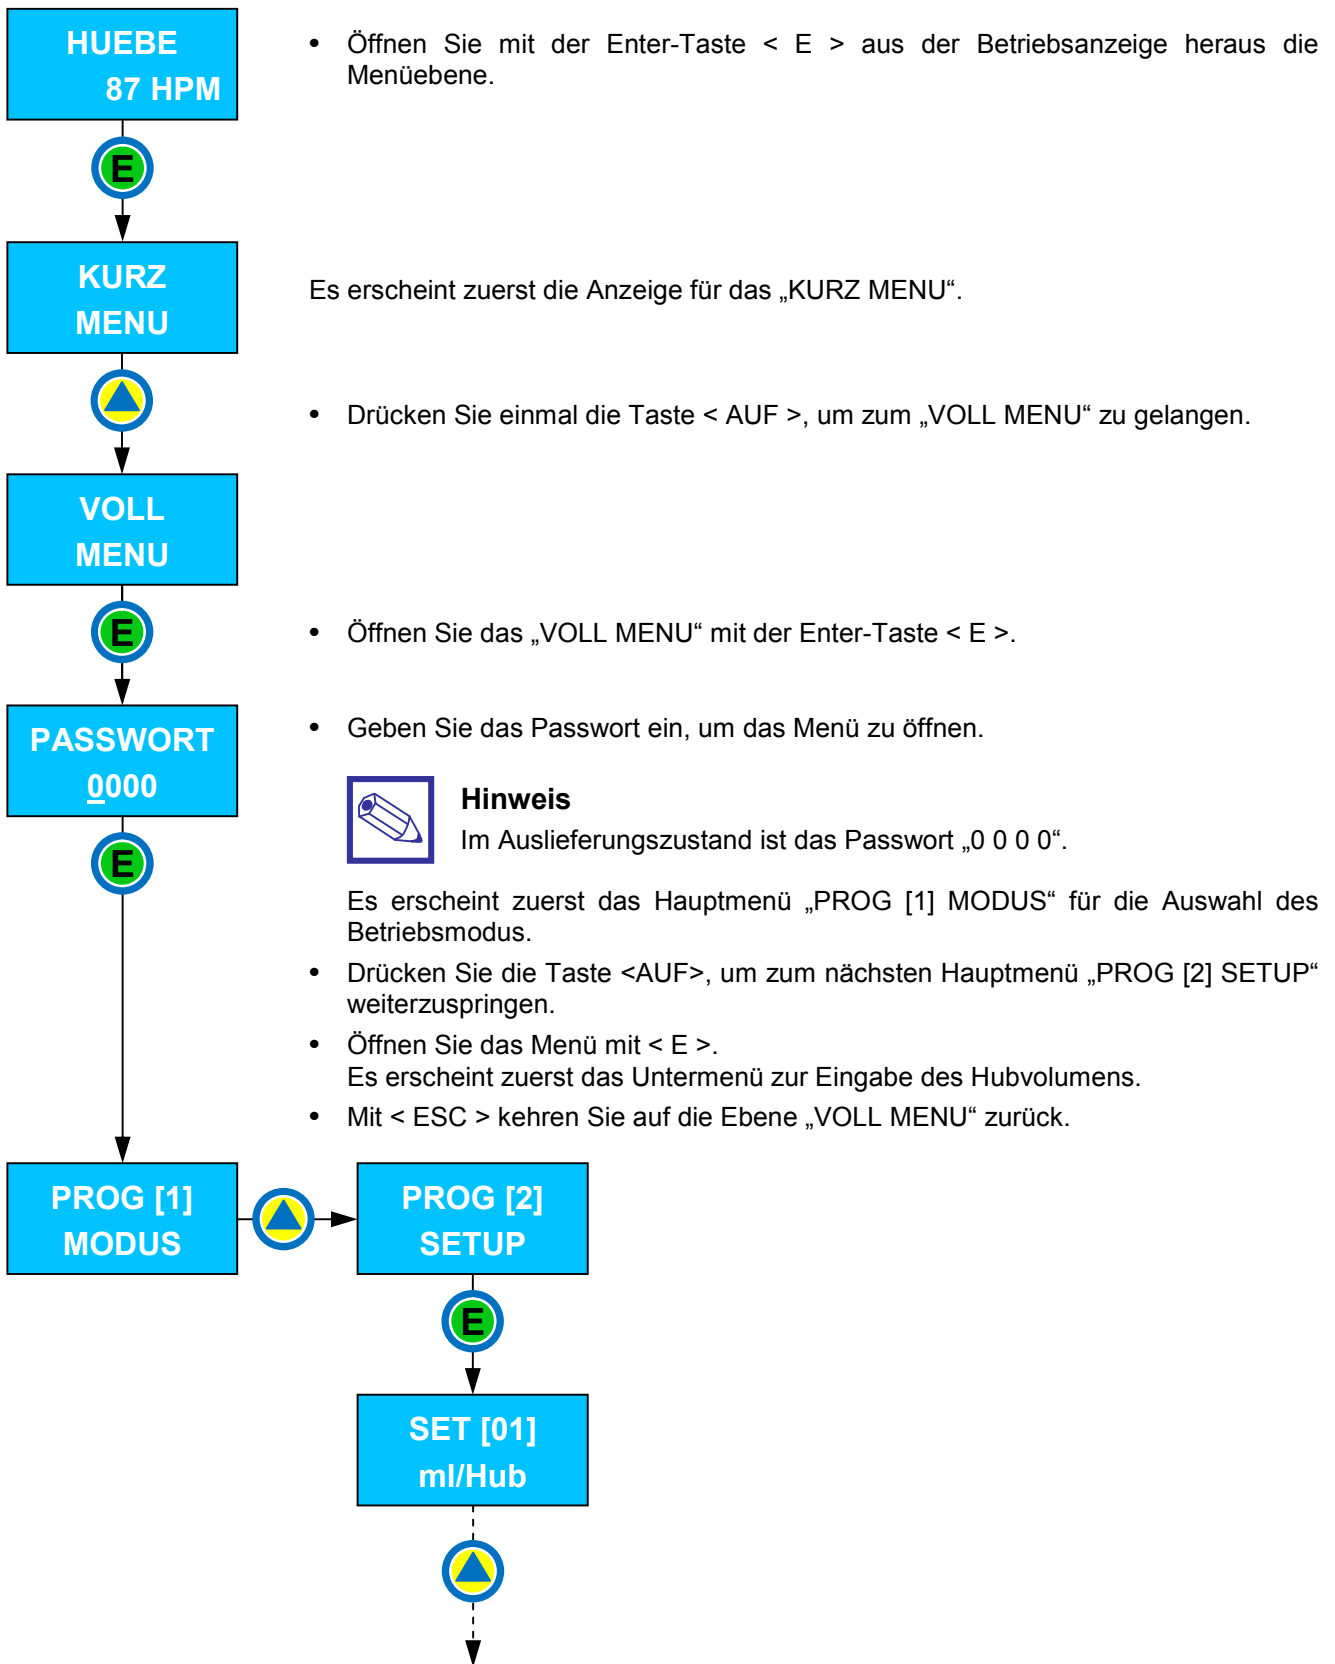 HUEBE
87 HPM
• Öffnen Sie mit der Enter-Taste < E > aus der Betriebsanzeige heraus die
Menüebene.
E
KURZ
MENU
Es erscheint zuerst die Anzeige für das „KURZ MENU“.
• Drücken Sie einmal die Taste < AUF >, um zum „VOLL MENU“ zu gelangen.
VOLL
MENU
E
• Öffnen Sie das „VOLL MENU“ mit der Enter-Taste < E >.
PASSWORT
0000
• Geben Sie das Passwort ein, um das Menü zu öffnen.
Hinweis
Im Auslieferungszustand ist das Passwort „0 0 0 0“.
E
Es erscheint zuerst das Hauptmenü „PROG [1] MODUS“ für die Auswahl des
Betriebsmodus.
• Drücken Sie die Taste <AUF>, um zum nächsten Hauptmenü „PROG [2] SETUP“
weiterzuspringen.
• Öffnen Sie das Menü mit < E >.
Es erscheint zuerst das Untermenü zur Eingabe des Hubvolumens.
• Mit < ESC > kehren Sie auf die Ebene „VOLL MENU“ zurück.
PROG [1]
MODUS
PROG [2]
SETUP
E
SET [01]
ml/Hub